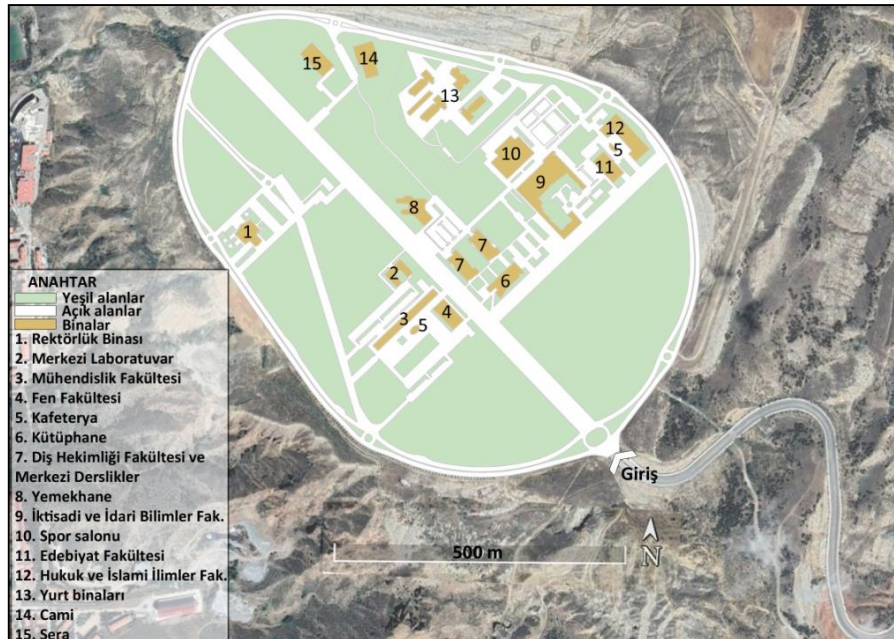 15
14
13
12
5
10
11
9
8
1
7
7
2
6
3
4
5
ANAHTAR
Yeşil alanlar
Açık alanlar
Binalar
1. Rektörlük Binası
2. Merkezi Laboratuvar
3. Mühendislik Fakültesi
4. Fen Fakültesi
5. Kafeterya
6. Kütüphane
7. Diş Hekimliği Fakültesi ve
Merkezi Derslikler
8. Yemekhane
9. İktisadi ve İdari Bilimler Fak.
10. Spor salonu
11. Edebiyat Fakültesi
12. Hukuk ve İslami İlimler Fak.
13. Yurt binaları
14. Cami
15. Sera
Giriş
500 m
N